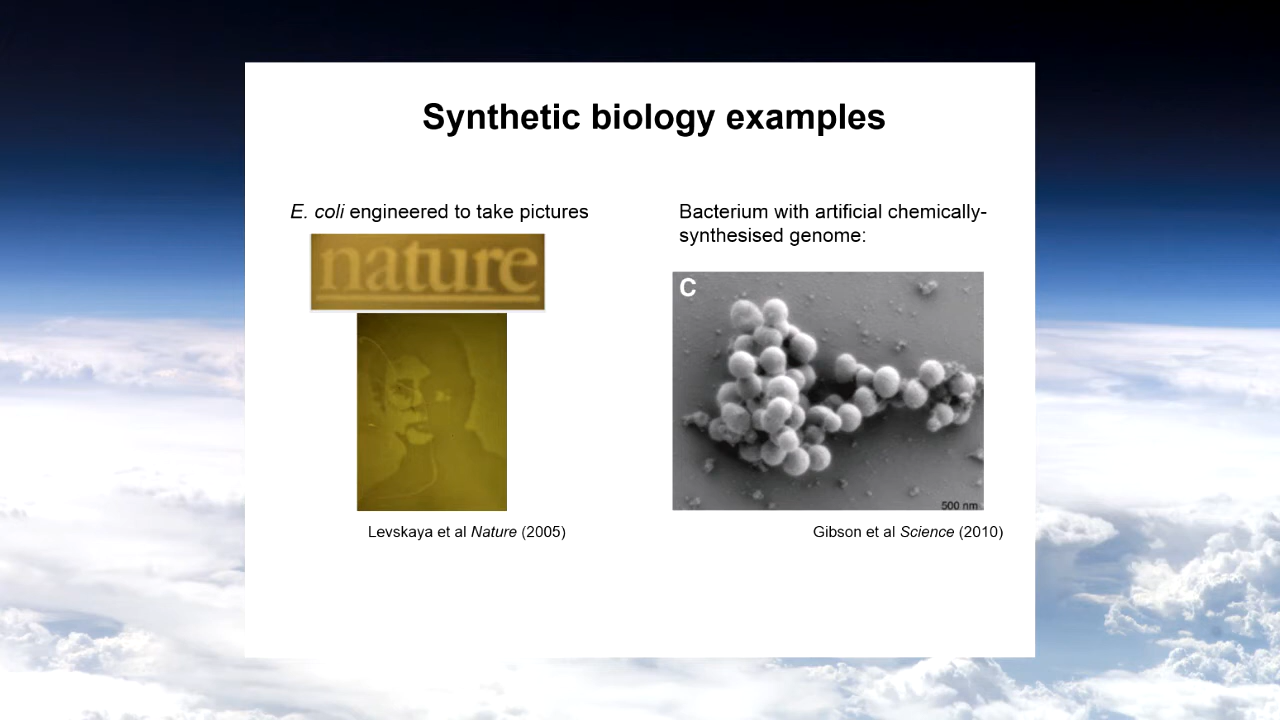 Synthetic biology examples
E. coli engineered to take pictures
nature
Levskaya et al Nature (2005)
Bacterium with artificial chemically-
synthesised genome:
C
500 nm
Gibson et al Science (2010)